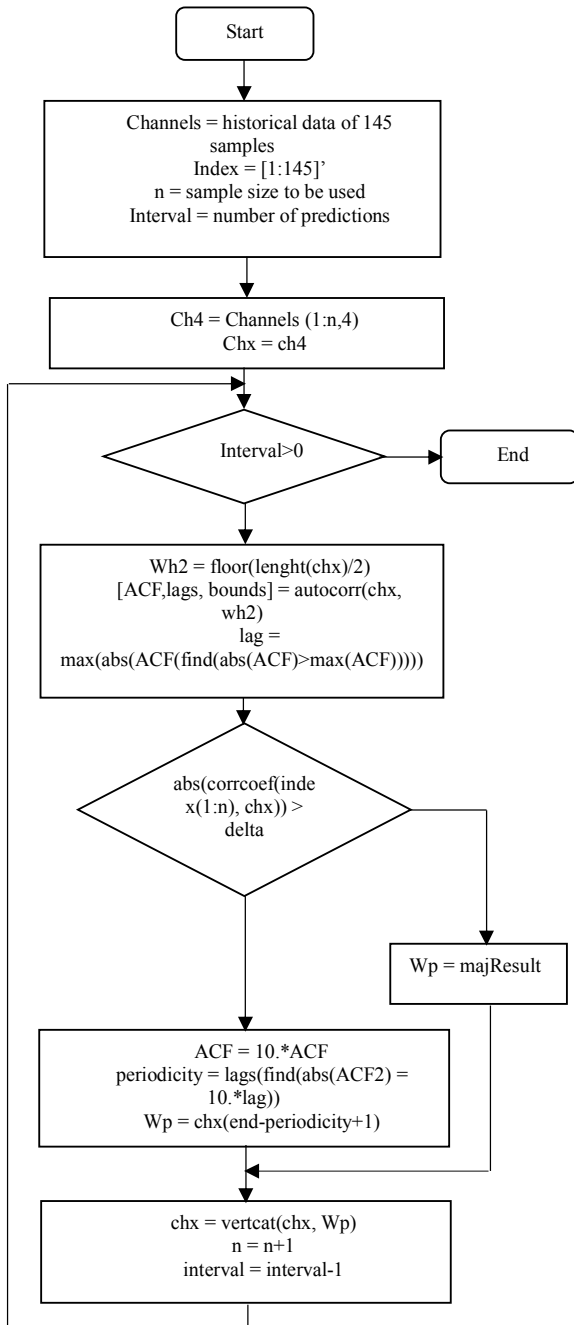 Start
Channels = historical data of 145
samples
Index = [1:145]’
n = sample size to be used
Interval = number of predictions
Ch4 = Channels (1:n,4)
Chx = ch4
Interval>0
End
Wh2 = floor(lenght(chx)/2)
[ACF,lags, bounds] = autocorr(chx,
wh2)
lag =
max(abs(ACF(find(abs(ACF)>max(ACF)))))
abs(corrcoef(inde
x(1:n), chx)) >
delta
Wp = majResult
ACF = 10.*ACF
periodicity = lags(find(abs(ACF2) =
10.*lag))
Wp = chx(end-periodicity+1)
chx = vertcat(chx, Wp)
n = n+1
interval = interval-1